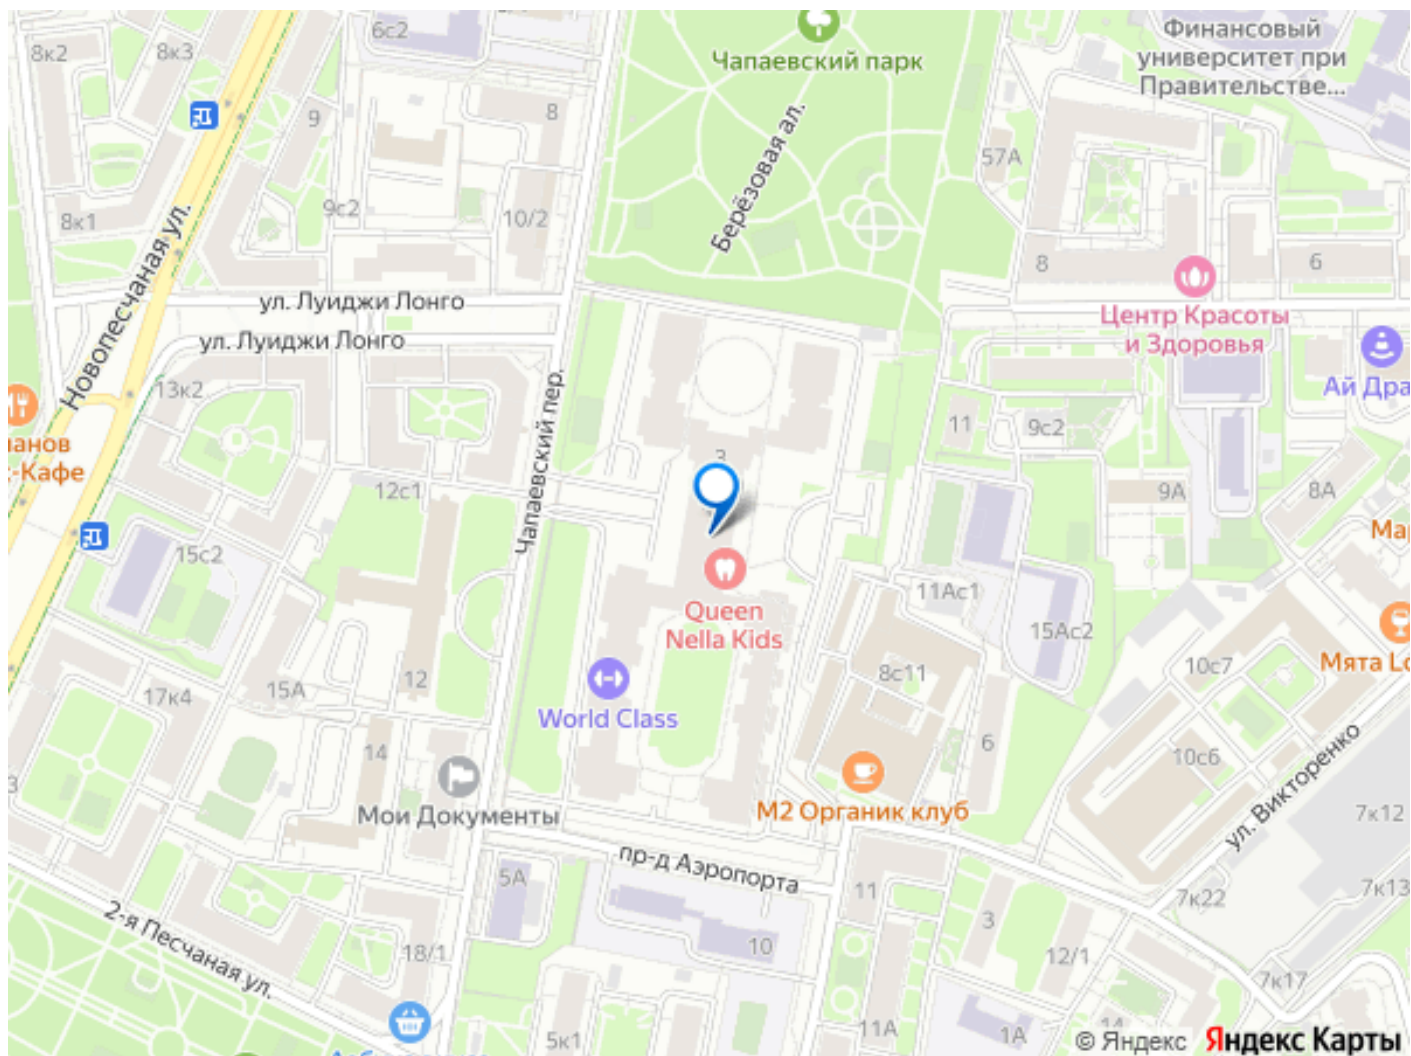 8к2
8к3
6с2
Чапаевский парк
Финансовый
университет при
Правительстве...
9
8
57А
Берёзовая ал.
8к1
9с2
10/2
Новопесчаная ул.
8
6
ул. Луиджи Лонго
ул. Луиджи Лонго
Центр Красоты
и Здоровья
Ай Дра
13к2
Чапаевский пер.
11
9с2
3
-Кафе
12с1
9А
8А
Мар
15с2
Queen
Nella Kids
11Ас1
15Ас2
8с11
10с7
Мята Lo
17к4
15А
12
World Class
6
14
10с6
ул. Викторенко
3
Мои Документы
М2 Органик клуб
7к12
пр-д Аэропорта
5А
11
7к22
7к13
2-я Песчаная ул.
18/1
10
3
12/1
7к17
5к1
11А
1А
© Яндекс
Яндекс Карты